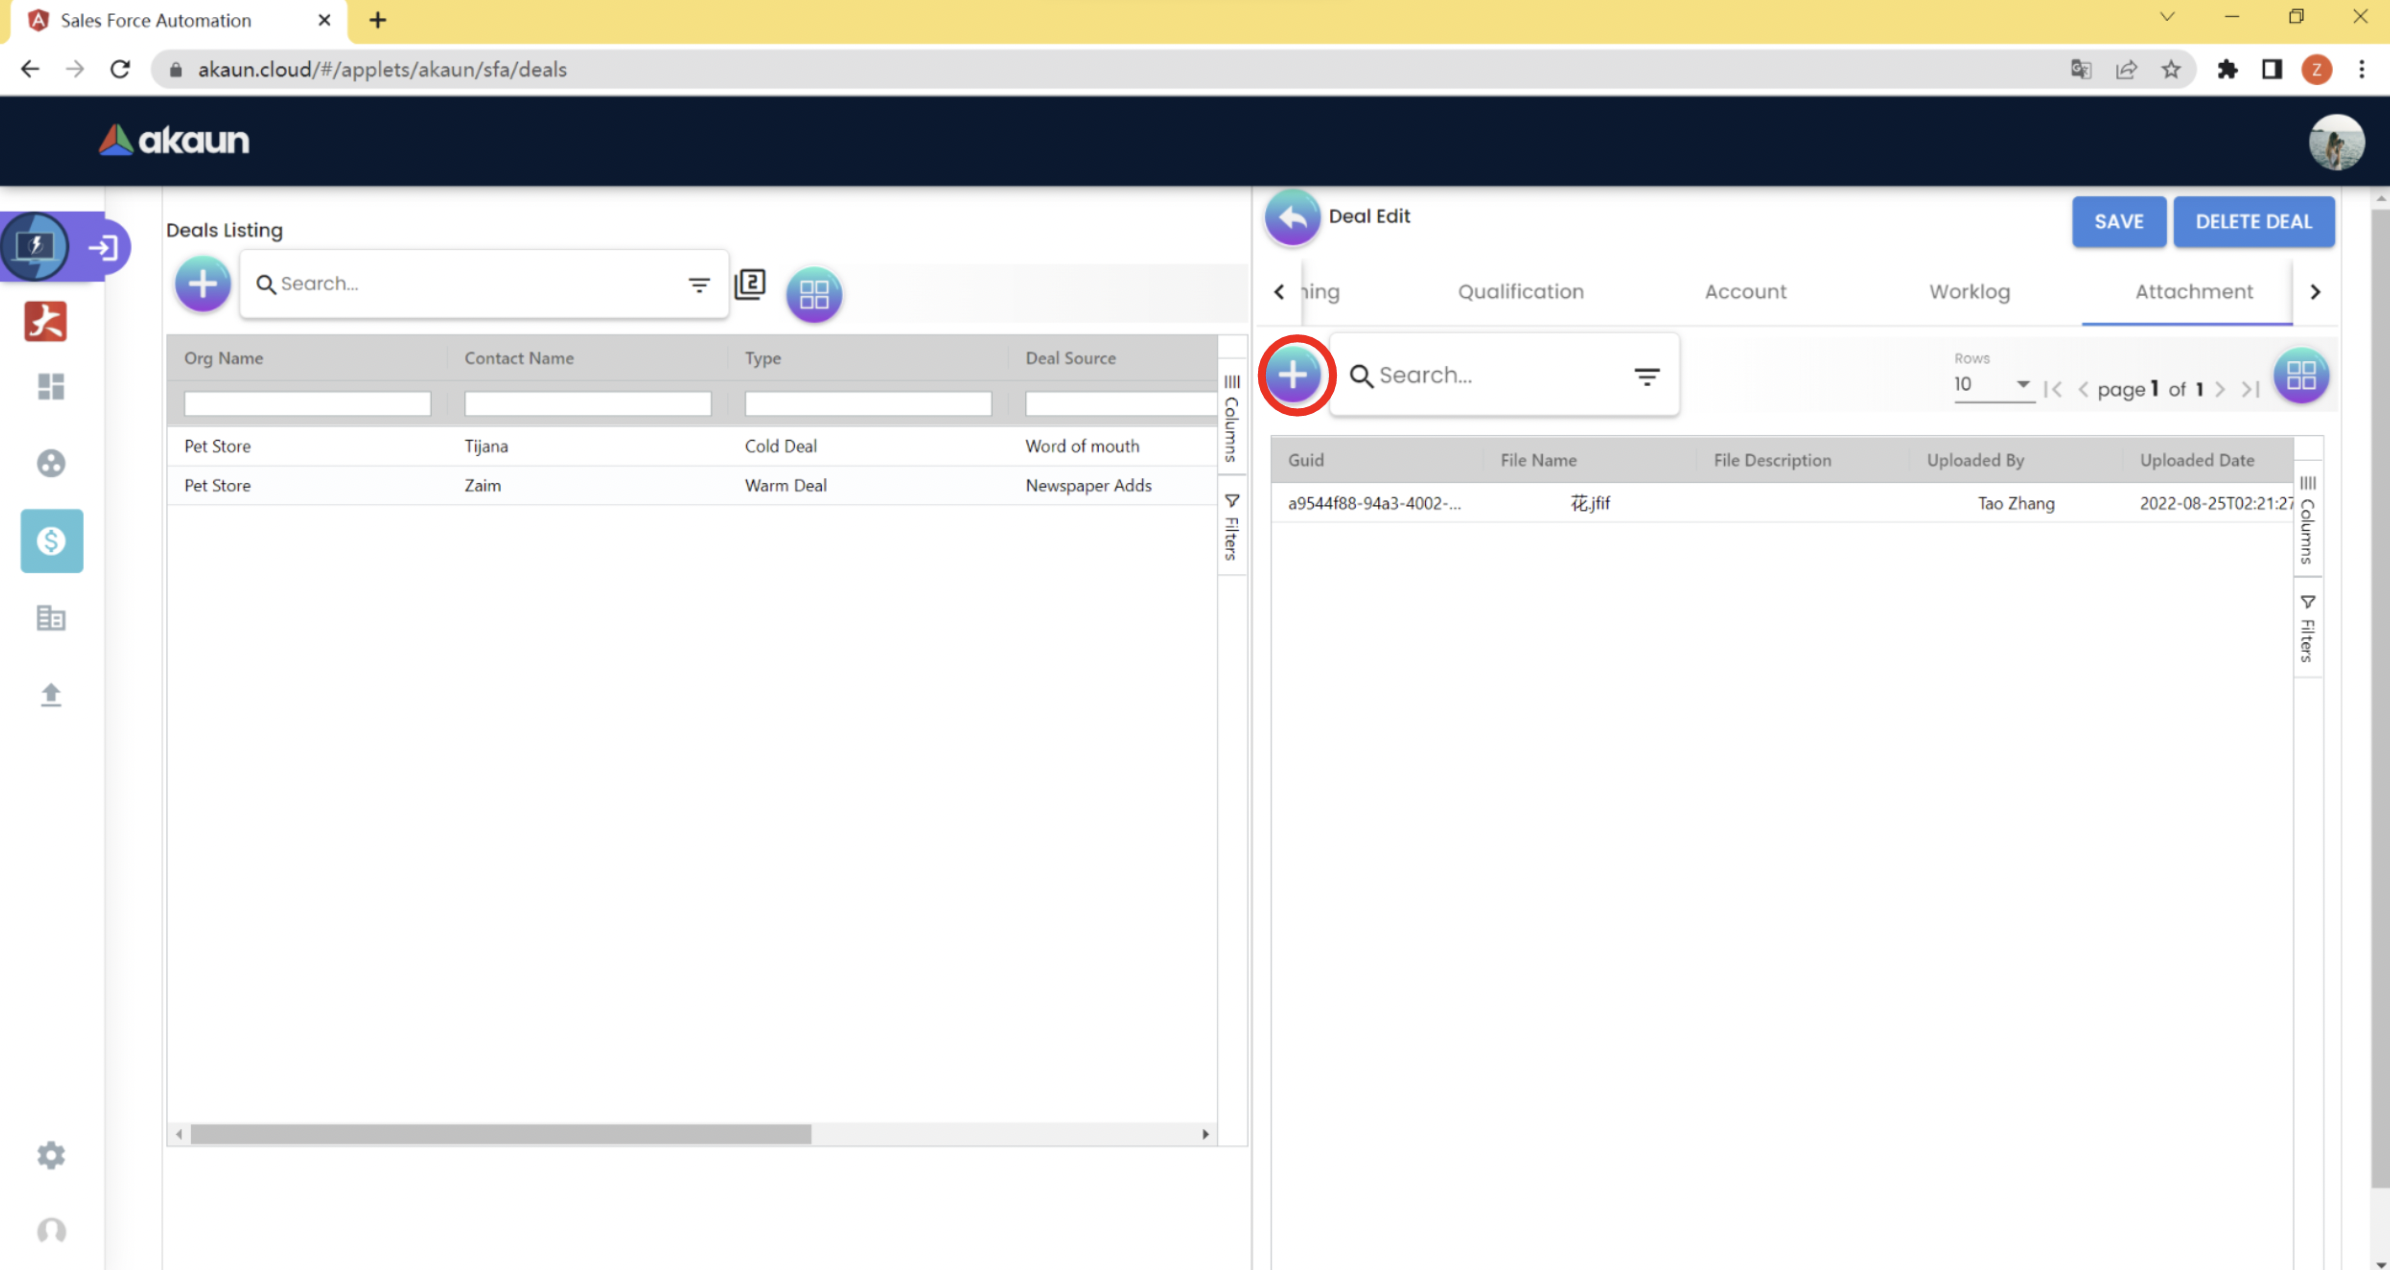 Sales Force Automation
akaun.cloud/#/applets/akaun/sfa/deals
Z
akaun
Deals Listing
Search...
2
Org Name Contact Name Type Deal Source
Pet Store Tijana Cold Deal Word of mouth
Pet Store Zaim Warm Deal Newspaper Adds
Columns
Filters
Deal Edit
SAVE DELETE DEAL
ning Qualification Account Worklog Attachment
Search...
Rows
10
page 1 of 1
Guid File Name File Description Uploaded By Uploaded Date
a9544f88-94a3-4002-... 花.jfif Tao Zhang 2022-08-25T02:21:27
Columns
Filters